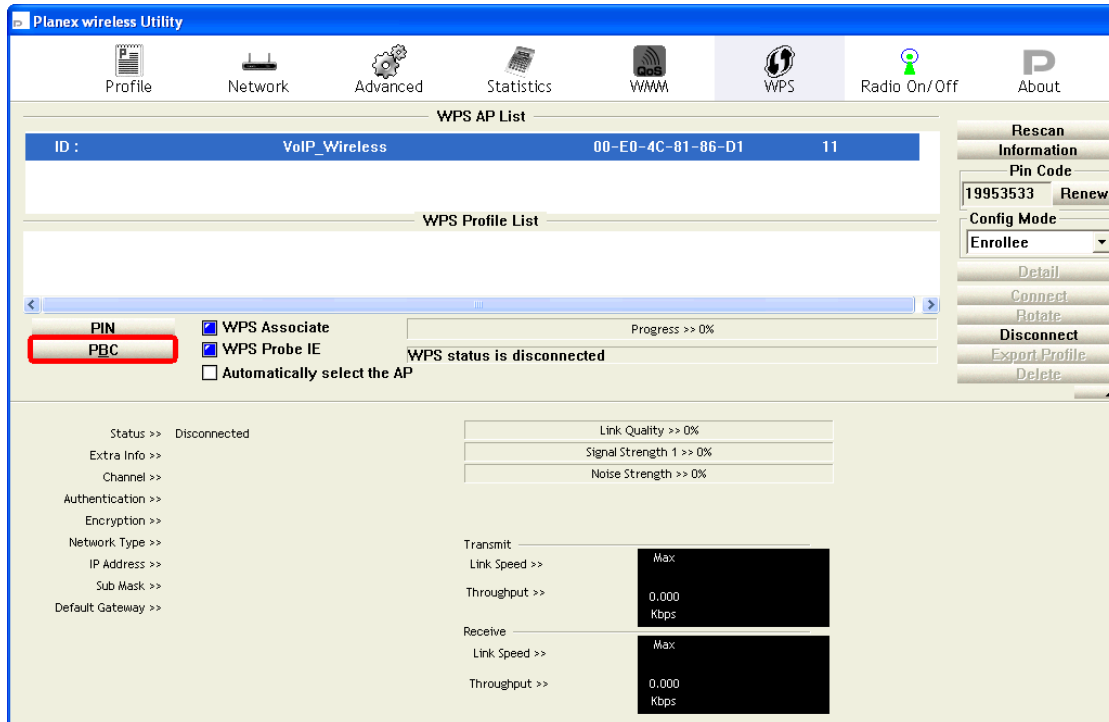 Planex wireless Utility
Profile Network Advanced Statistics QoS WMM WPS Radio On/Off About
WPS AP List
ID : VoIP_Wireless 00-E0-4C-81-86-D1 11
Rescan
Information
Pin Code
19953533 Renew
WPS Profile List
Config Mode
Enrollee
Detail
Connect
Rotate
Disconnect
Export Profile
Delete
PIN WPS Associate Progress >> 0%
PBC WPS Probe IE WPS status is disconnected
Automatically select the AP
Status >> Disconnected
Extra Info >>
Channel >>
Authentication >>
Encryption >>
Network Type >>
IP Address >>
Sub Mask >>
Default Gateway >>
Link Quality >> 0%
Signal Strength 1 >> 0%
Noise Strength >> 0%
Transmit
Link Speed >> Max
Throughput >> 0.000
Kbps
Receive
Link Speed >> Max
Throughput >> 0.000
Kbps